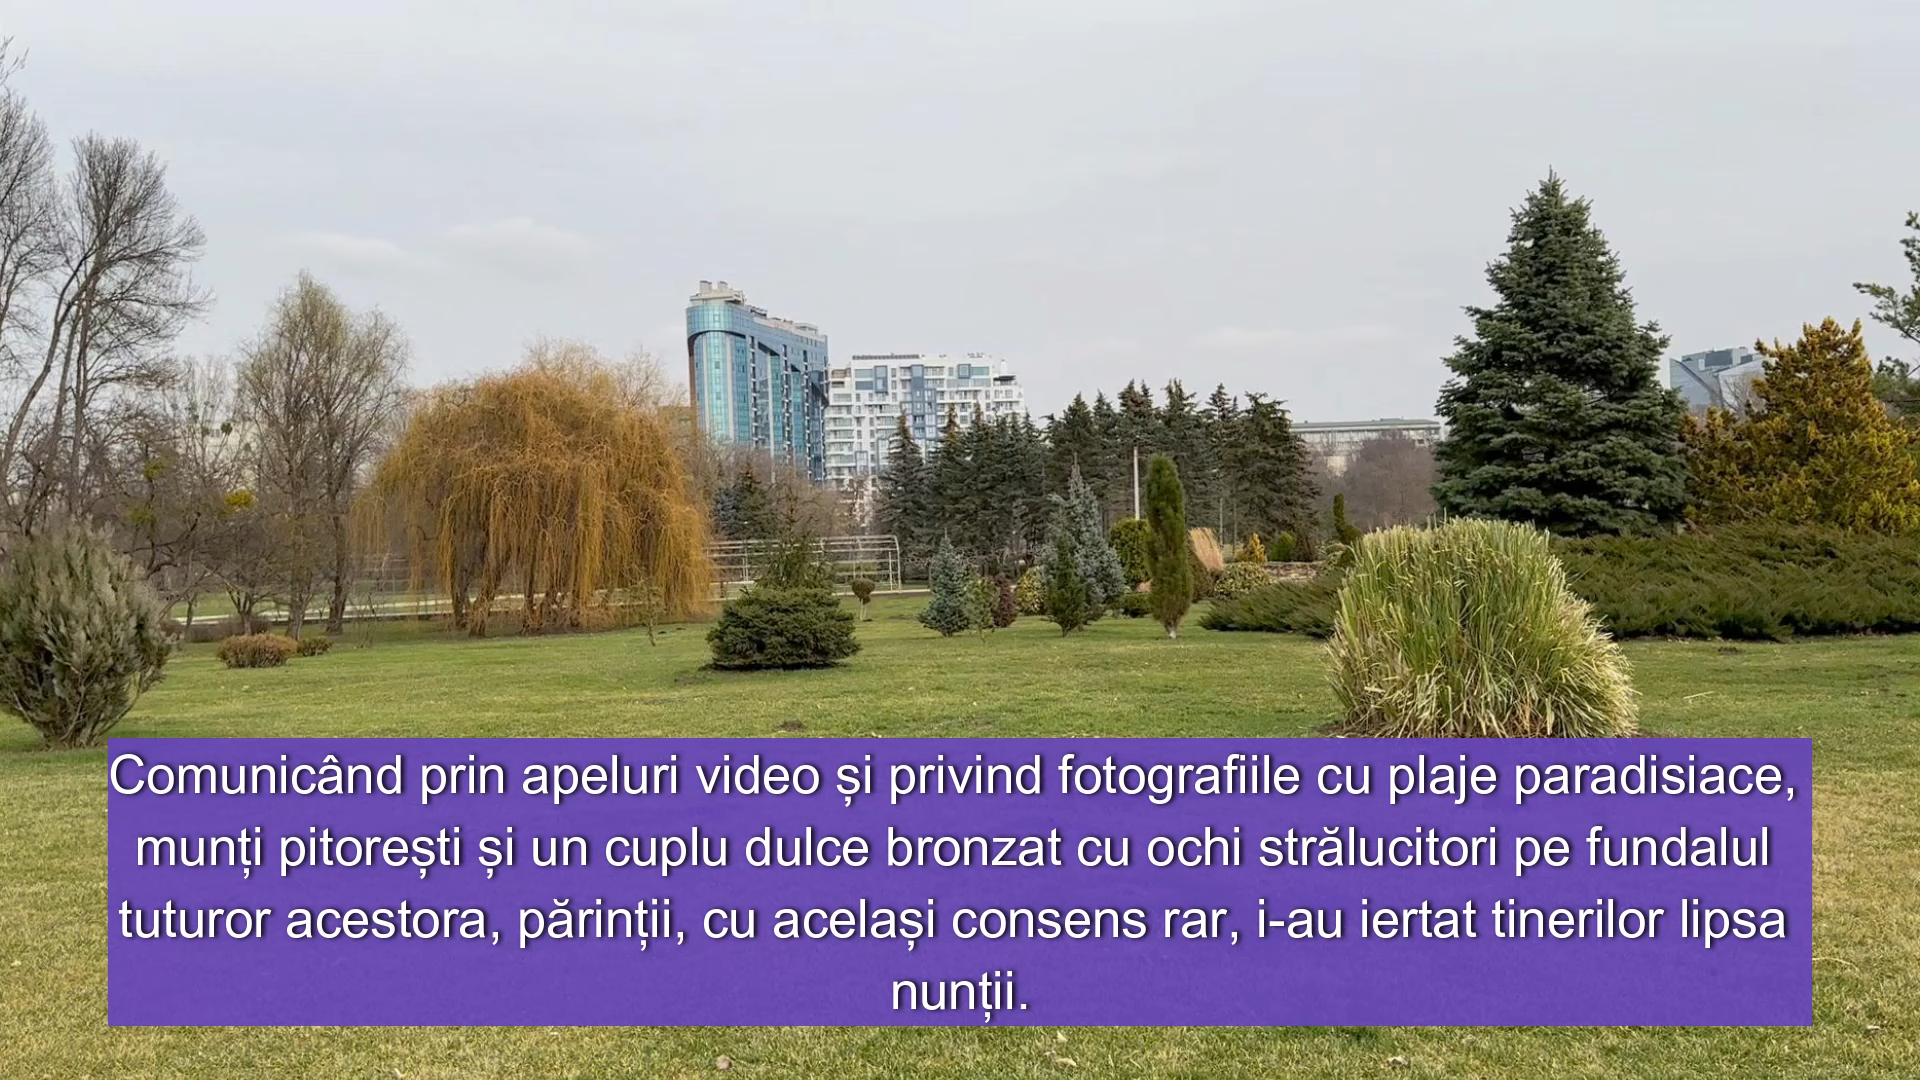 Comunicând prin apeluri video și privind fotografiile cu plaje paradisiace,
munți pitorești și un cuplu dulce bronzat cu ochi strălucitori pe fundalul
tuturor acestora, părinții, cu același consens rar, i-au iertat tinerilor lipsa
nunții.